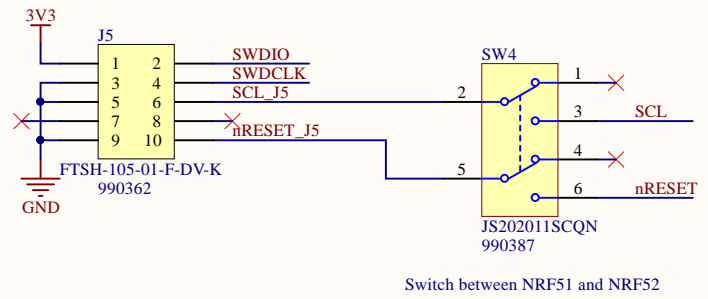 3V3
J5
1 2 SWDIO
3 4 SWDCLK
5 6 SCL_J5
7 8
9 10 nRESET_J5
FTSH-105-01-F-DV-K
990362
GND
SW4
1
2
3 SCL
4
5
6 nRESET
JS202011SCQN
990387
Switch between NRF51 and NRF52